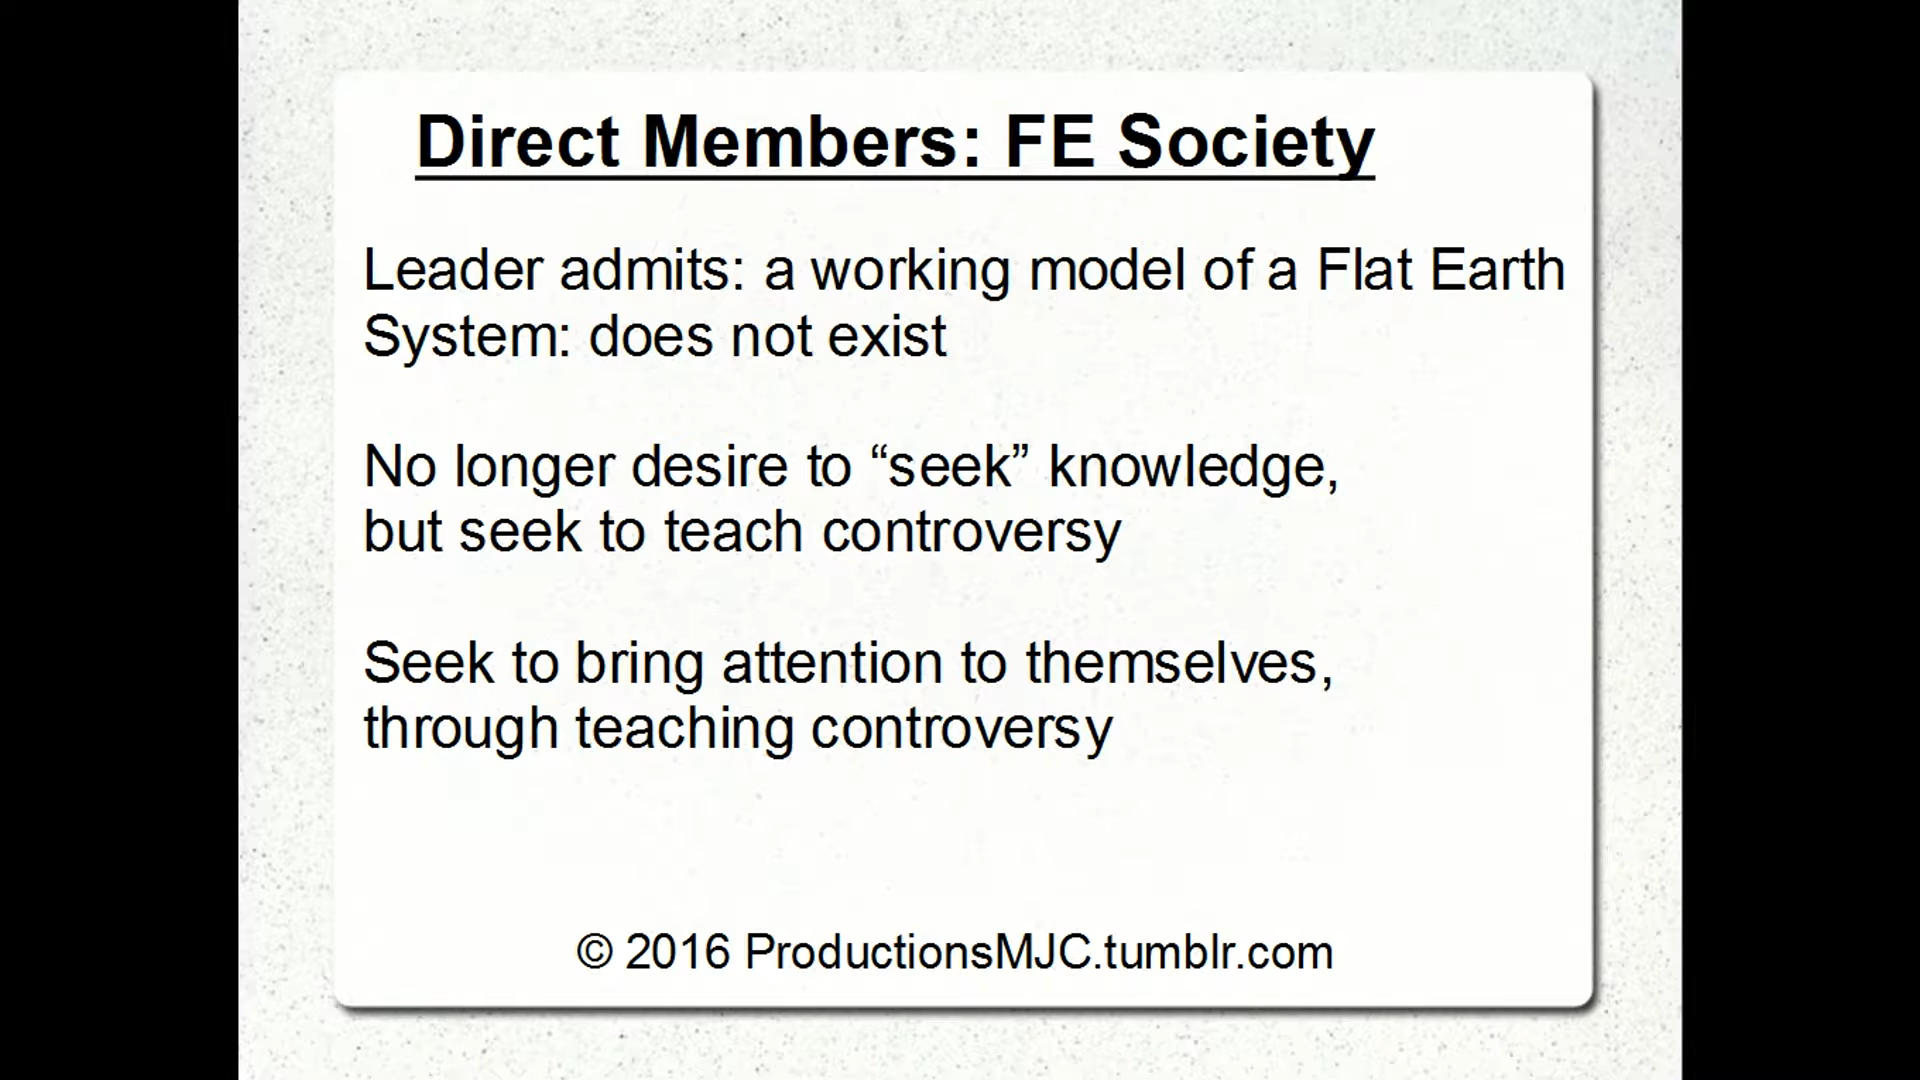 Direct Members: FE Society
Leader admits: a working model of a Flat Earth
System: does not exist
No longer desire to “seek” knowledge,
but seek to teach controversy
Seek to bring attention to themselves,
through teaching controversy
© 2016 ProductionsMJC.tumblr.com